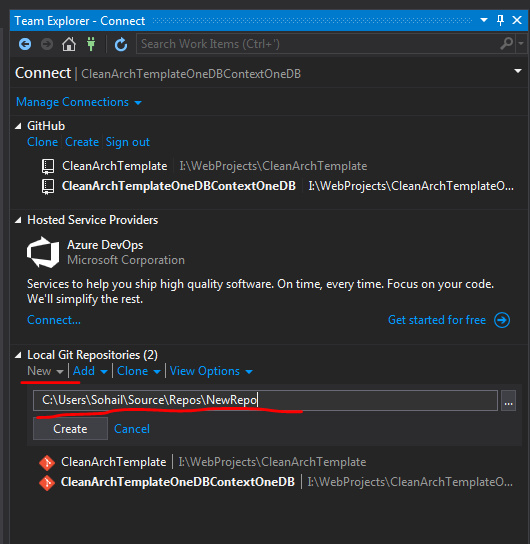 Team Explorer - Connect
Search Work Items (Ctrl+')
Connect | CleanArchTemplateOneDBContextOneDB
Manage Connections
GitHub
Clone | Create | Sign out
CleanArchTemplate | I:\WebProjects\CleanArchTemplate
CleanArchTemplateOneDBContextOneDB | I:\WebProjects\CleanArchTemplateO...
Hosted Service Providers
Azure DevOps
Microsoft Corporation
Services to help you ship high quality software. On time, every time. Focus on your code.
We'll simplify the rest.
Connect... Get started for free
Local Git Repositories (2)
New | Add | Clone | View Options
C:\Users\Sohail\Source\Repos\NewRepo ...
Create Cancel
CleanArchTemplate | I:\WebProjects\CleanArchTemplate
CleanArchTemplateOneDBContextOneDB | I:\WebProjects\CleanArchTemplateO...